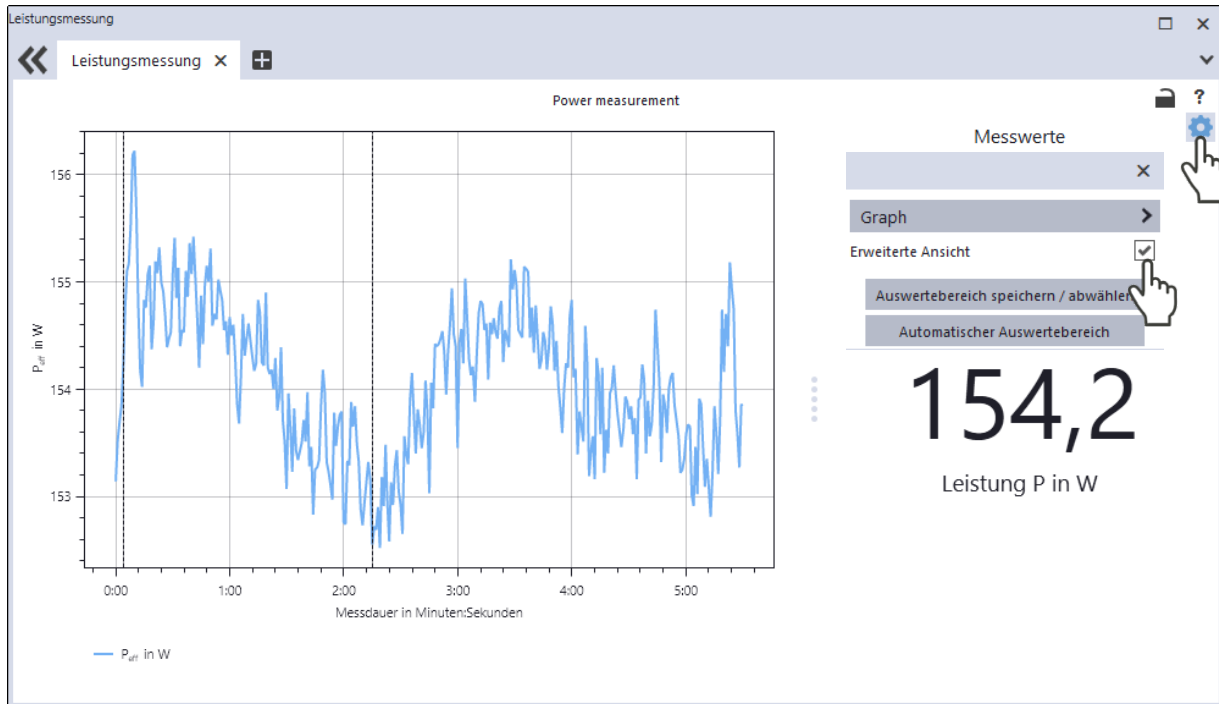 Leistungsmessung
Leistungsmessung
Power measurement
?
Messwerte
Graph
Erweiterte Ansicht
Auswertebereich speichern / abwählen
Automatischer Auswertebereich
154,2
Leistung P in W
156
155
154
153
Peff in W
0:00 1:00 2:00 3:00 4:00 5:00
Messdauer in Minuten:Sekunden
Peff in W